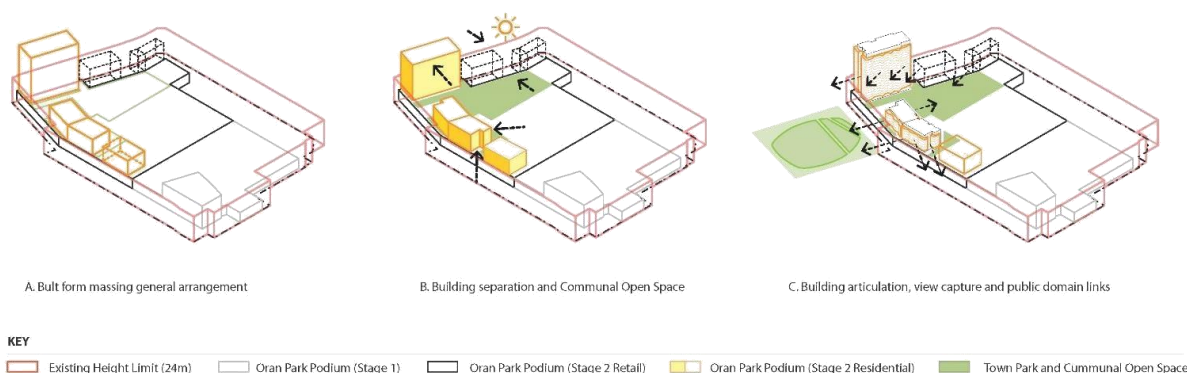 A. Bult form massing general arrangement
B. Building separation and Communal Open Space
C. Building articulation, view capture and public domain links
KEY
Existing Height Limit (24m)
Oran Park Podium (Stage 1)
Oran Park Podium (Stage 2 Retail)
Oran Park Podium (Stage 2 Residential)
Town Park and Cummunal Open Space